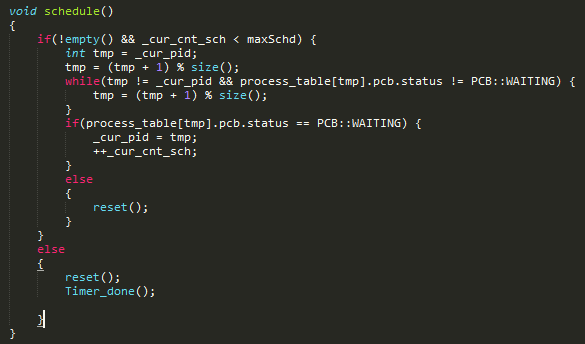 void schedule()
{
    if(!empty() && _cur_cnt_sch < maxSchd) {
        int tmp = _cur_pid;
        tmp = (tmp + 1) % size();
        while(tmp != _cur_pid && process_table[tmp].pcb.status != PCB::WAITING) {
            tmp = (tmp + 1) % size();
        }
        if(process_table[tmp].pcb.status == PCB::WAITING) {
            _cur_pid = tmp;
            ++_cur_cnt_sch;
        }
        else
        {
            reset();
        }
    }
    else
    {
        reset();
        Timer_done();

    }
}